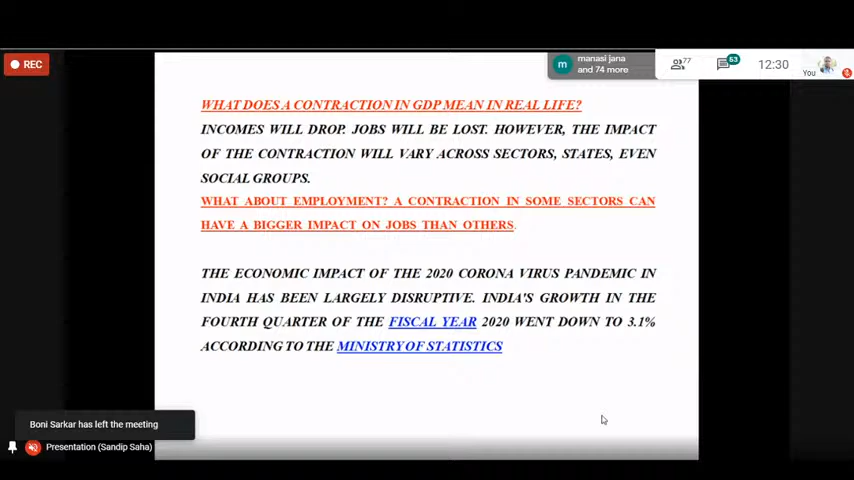 REC
manasi jana
and 74 more
m
77
53
12:30
You
WHAT DOES A CONTRACTION IN GDP MEAN IN REAL LIFE?
INCOMES WILL DROP. JOBS WILL BE LOST. HOWEVER, THE IMPACT
OF THE CONTRACTION WILL VARY ACROSS SECTORS, STATES, EVEN
SOCIAL GROUPS.
WHAT ABOUT EMPLOYMENT? A CONTRACTION IN SOME SECTORS CAN
HAVE A BIGGER IMPACT ON JOBS THAN OTHERS.
THE ECONOMIC IMPACT OF THE 2020 CORONA VIRUS PANDEMIC IN
INDIA HAS BEEN LARGELY DISRUPTIVE. INDIA'S GROWTH IN THE
FOURTH QUARTER OF THE FISCAL YEAR 2020 WENT DOWN TO 3.1%
ACCORDING TO THE MINISTRY OF STATISTICS
Boni Sarkar has left the meeting
Presentation (Sandip Saha)